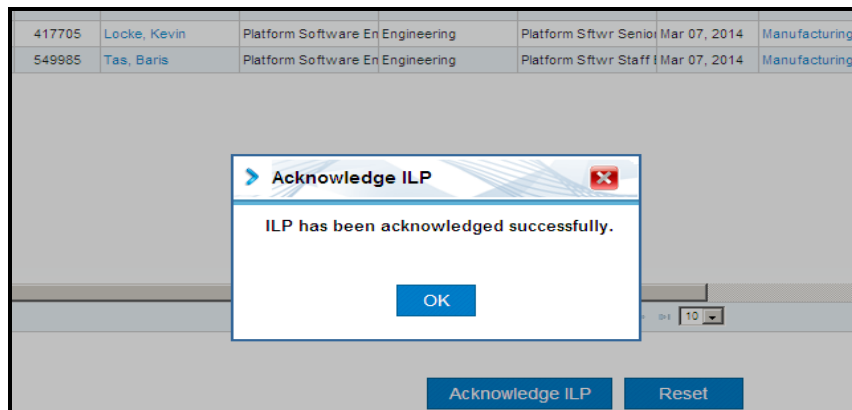 417705 Locke, Kevin Platform Software En Engineering Platform Sftwr Senior Mar 07, 2014 Manufacturing
549985 Tas, Baris Platform Software En Engineering Platform Sftwr Staff Mar 07, 2014 Manufacturing
Acknowledge ILP
ILP has been acknowledged successfully.
OK
10
Acknowledge ILP Reset